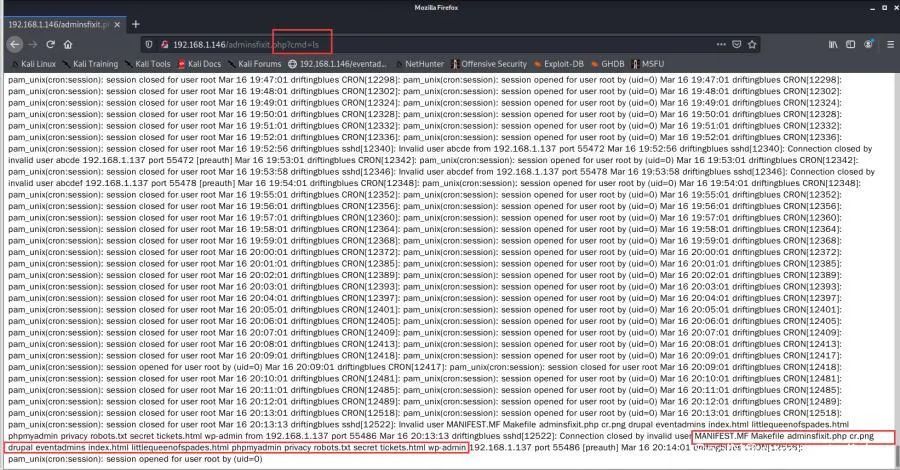 Mozilla Firefox
192.168.1.146/adminsfixit.ph
192.168.1.146/adminsfixit.php?cmd=ls
Kali Linux Kali Training Kali Tools Kali Docs Kali Forums 192.168.1.146/eventad... NetHunter Offensive Security Exploit-DB GHDB MSFU
pam_unix(cron:session): session closed for user root Mar 16 19:47:01 driftingblues CRON[12298]: pam_unix(cron:session): session opened for user root by (uid=0) Mar 16 19:47:01 driftingblues CRON[12298]:
pam_unix(cron:session): session closed for user root Mar 16 19:48:01 driftingblues CRON[12302]: pam_unix(cron:session): session opened for user root by (uid=0) Mar 16 19:48:01 driftingblues CRON[12302]:
pam_unix(cron:session): session closed for user root Mar 16 19:49:01 driftingblues CRON[12324]: pam_unix(cron:session): session opened for user root by (uid=0) Mar 16 19:49:01 driftingblues CRON[12324]:
pam_unix(cron:session): session closed for user root Mar 16 19:50:01 driftingblues CRON[12328]: pam_unix(cron:session): session opened for user root by (uid=0) Mar 16 19:50:01 driftingblues CRON[12328]:
pam_unix(cron:session): session closed for user root Mar 16 19:51:01 driftingblues CRON[12332]: pam_unix(cron:session): session opened for user root by (uid=0) Mar 16 19:51:01 driftingblues CRON[12332]:
pam_unix(cron:session): session closed for user root Mar 16 19:52:01 driftingblues CRON[12336]: pam_unix(cron:session): session opened for user root by (uid=0) Mar 16 19:52:01 driftingblues CRON[12336]:
pam_unix(cron:session): session closed for user root Mar 16 19:52:56 driftingblues sshd[12340]: Invalid user abcde from 192.168.1.137 port 55472 Mar 16 19:52:56 driftingblues sshd[12340]: Connection closed by
invalid user abcde 192.168.1.137 port 55472 [preauth] Mar 16 19:53:01 driftingblues CRON[12342]: pam_unix(cron:session): session opened for user root by (uid=0) Mar 16 19:53:01 driftingblues CRON[12342]:
pam_unix(cron:session): session closed for user root Mar 16 19:53:58 driftingblues sshd[12346]: Invalid user abcdef from 192.168.1.137 port 55478 Mar 16 19:53:58 driftingblues sshd[12346]: Connection closed by
invalid user abcdef 192.168.1.137 port 55478 [preauth] Mar 16 19:54:01 driftingblues CRON[12348]: pam_unix(cron:session): session opened for user root by (uid=0) Mar 16 19:54:01 driftingblues CRON[12348]:
pam_unix(cron:session): session closed for user root Mar 16 19:55:01 driftingblues CRON[12352]: pam_unix(cron:session): session opened for user root by (uid=0) Mar 16 19:55:01 driftingblues CRON[12352]:
pam_unix(cron:session): session closed for user root Mar 16 19:56:01 driftingblues CRON[12356]: pam_unix(cron:session): session opened for user root by (uid=0) Mar 16 19:56:01 driftingblues CRON[12356]:
pam_unix(cron:session): session closed for user root Mar 16 19:57:01 driftingblues CRON[12360]: pam_unix(cron:session): session opened for user root by (uid=0) Mar 16 19:57:01 driftingblues CRON[12360]:
pam_unix(cron:session): session closed for user root Mar 16 19:58:01 driftingblues CRON[12364]: pam_unix(cron:session): session opened for user root by (uid=0) Mar 16 19:58:01 driftingblues CRON[12364]:
pam_unix(cron:session): session closed for user root Mar 16 19:59:01 driftingblues CRON[12368]: pam_unix(cron:session): session opened for user root by (uid=0) Mar 16 19:59:01 driftingblues CRON[12368]:
pam_unix(cron:session): session closed for user root Mar 16 20:00:01 driftingblues CRON[12372]: pam_unix(cron:session): session opened for user root by (uid=0) Mar 16 20:00:01 driftingblues CRON[12372]:
pam_unix(cron:session): session closed for user root Mar 16 20:01:01 driftingblues CRON[12385]: pam_unix(cron:session): session opened for user root by (uid=0) Mar 16 20:01:01 driftingblues CRON[12385]:
pam_unix(cron:session): session closed for user root Mar 16 20:02:01 driftingblues CRON[12389]: pam_unix(cron:session): session opened for user root by (uid=0) Mar 16 20:02:01 driftingblues CRON[12389]:
pam_unix(cron:session): session closed for user root Mar 16 20:03:01 driftingblues CRON[12393]: pam_unix(cron:session): session opened for user root by (uid=0) Mar 16 20:03:01 driftingblues CRON[12393]:
pam_unix(cron:session): session closed for user root Mar 16 20:04:01 driftingblues CRON[12397]: pam_unix(cron:session): session opened for user root by (uid=0) Mar 16 20:04:01 driftingblues CRON[12397]:
pam_unix(cron:session): session closed for user root Mar 16 20:05:01 driftingblues CRON[12401]: pam_unix(cron:session): session opened for user root by (uid=0) Mar 16 20:05:01 driftingblues CRON[12401]:
pam_unix(cron:session): session closed for user root Mar 16 20:06:01 driftingblues CRON[12405]: pam_unix(cron:session): session opened for user root by (uid=0) Mar 16 20:06:01 driftingblues CRON[12405]:
pam_unix(cron:session): session closed for user root Mar 16 20:07:01 driftingblues CRON[12409]: pam_unix(cron:session): session opened for user root by (uid=0) Mar 16 20:07:01 driftingblues CRON[12409]:
pam_unix(cron:session): session closed for user root Mar 16 20:08:01 driftingblues CRON[12413]: pam_unix(cron:session): session opened for user root by (uid=0) Mar 16 20:08:01 driftingblues CRON[12413]:
pam_unix(cron:session): session closed for user root Mar 16 20:09:01 driftingblues CRON[12418]: pam_unix(cron:session): session opened for user root by (uid=0) Mar 16 20:09:01 driftingblues CRON[12417]:
pam_unix(cron:session): session opened for user root by (uid=0) Mar 16 20:09:01 driftingblues CRON[12417]: pam_unix(cron:session): session closed for user root Mar 16 20:09:01 driftingblues CRON[12418]:
pam_unix(cron:session): session closed for user root Mar 16 20:10:01 driftingblues CRON[12481]: pam_unix(cron:session): session opened for user root by (uid=0) Mar 16 20:10:01 driftingblues CRON[12481]:
pam_unix(cron:session): session closed for user root Mar 16 20:11:01 driftingblues CRON[12485]: pam_unix(cron:session): session opened for user root by (uid=0) Mar 16 20:11:01 driftingblues CRON[12485]:
pam_unix(cron:session): session closed for user root Mar 16 20:12:01 driftingblues CRON[12489]: pam_unix(cron:session): session opened for user root by (uid=0) Mar 16 20:12:01 driftingblues CRON[12489]:
pam_unix(cron:session): session closed for user root Mar 16 20:13:01 driftingblues CRON[12518]: pam_unix(cron:session): session opened for user root by (uid=0) Mar 16 20:13:01 driftingblues CRON[12518]:
pam_unix(cron:session): session closed for user root Mar 16 20:13:13 driftingblues sshd[12522]: Invalid user MANIFEST.MF Makefile adminsfixit.php cr.png drupal eventadmins index.html littlequeenofspades.html
phpmyadmin privacy robots.txt secret tickets.html wp-admin from 192.168.1.137 port 55486 Mar 16 20:13:13 driftingblues sshd[12522]: Connection closed by invalid user MANIFEST.MF Makefile adminsfixit.php cr.png
drupal eventadmins index.html littlequeenofspades.html phpmyadmin privacy robots.txt secret tickets.html wp-admin 192.168.1.137 port 55486 [preauth] Mar 16 20:14:01 driftingblues
pam_unix(cron:session): session opened for user root by (uid=0)